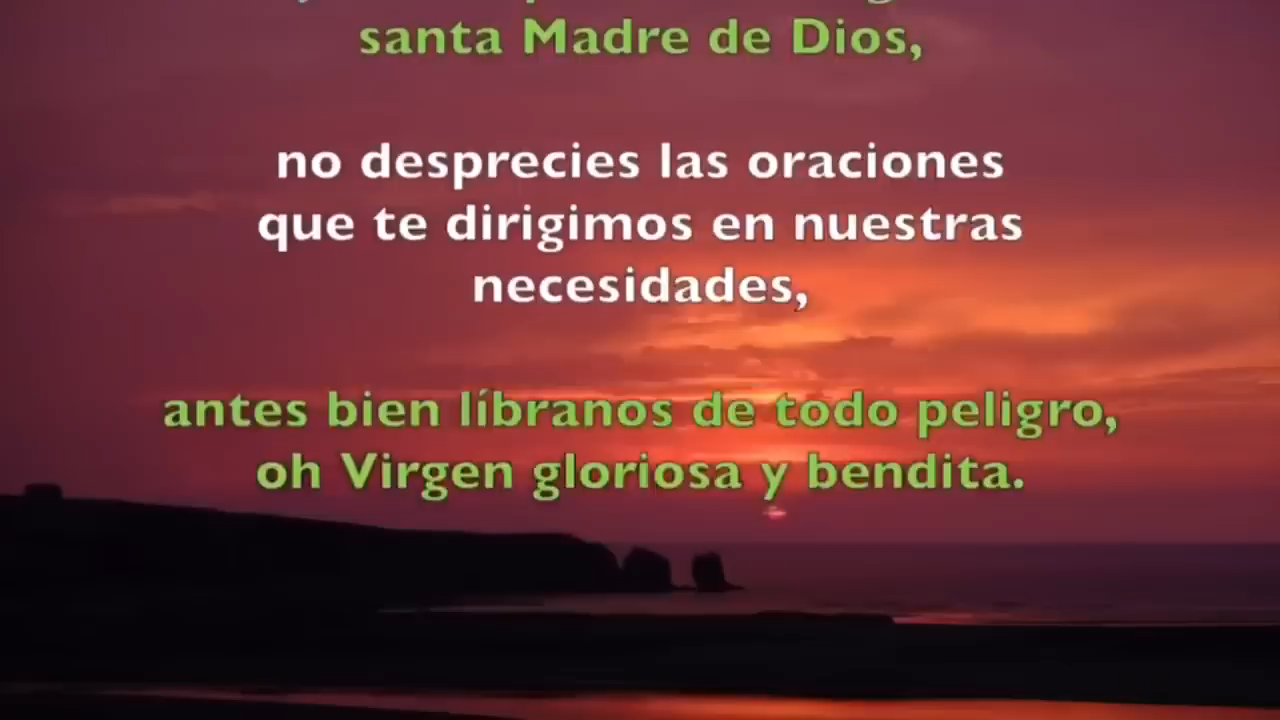 santa Madre de Dios,
no desprecies las oraciones
que te dirigimos en nuestras
necesidades,
antes bien líbranos de todo peligro,
oh Virgen gloriosa y bendita.